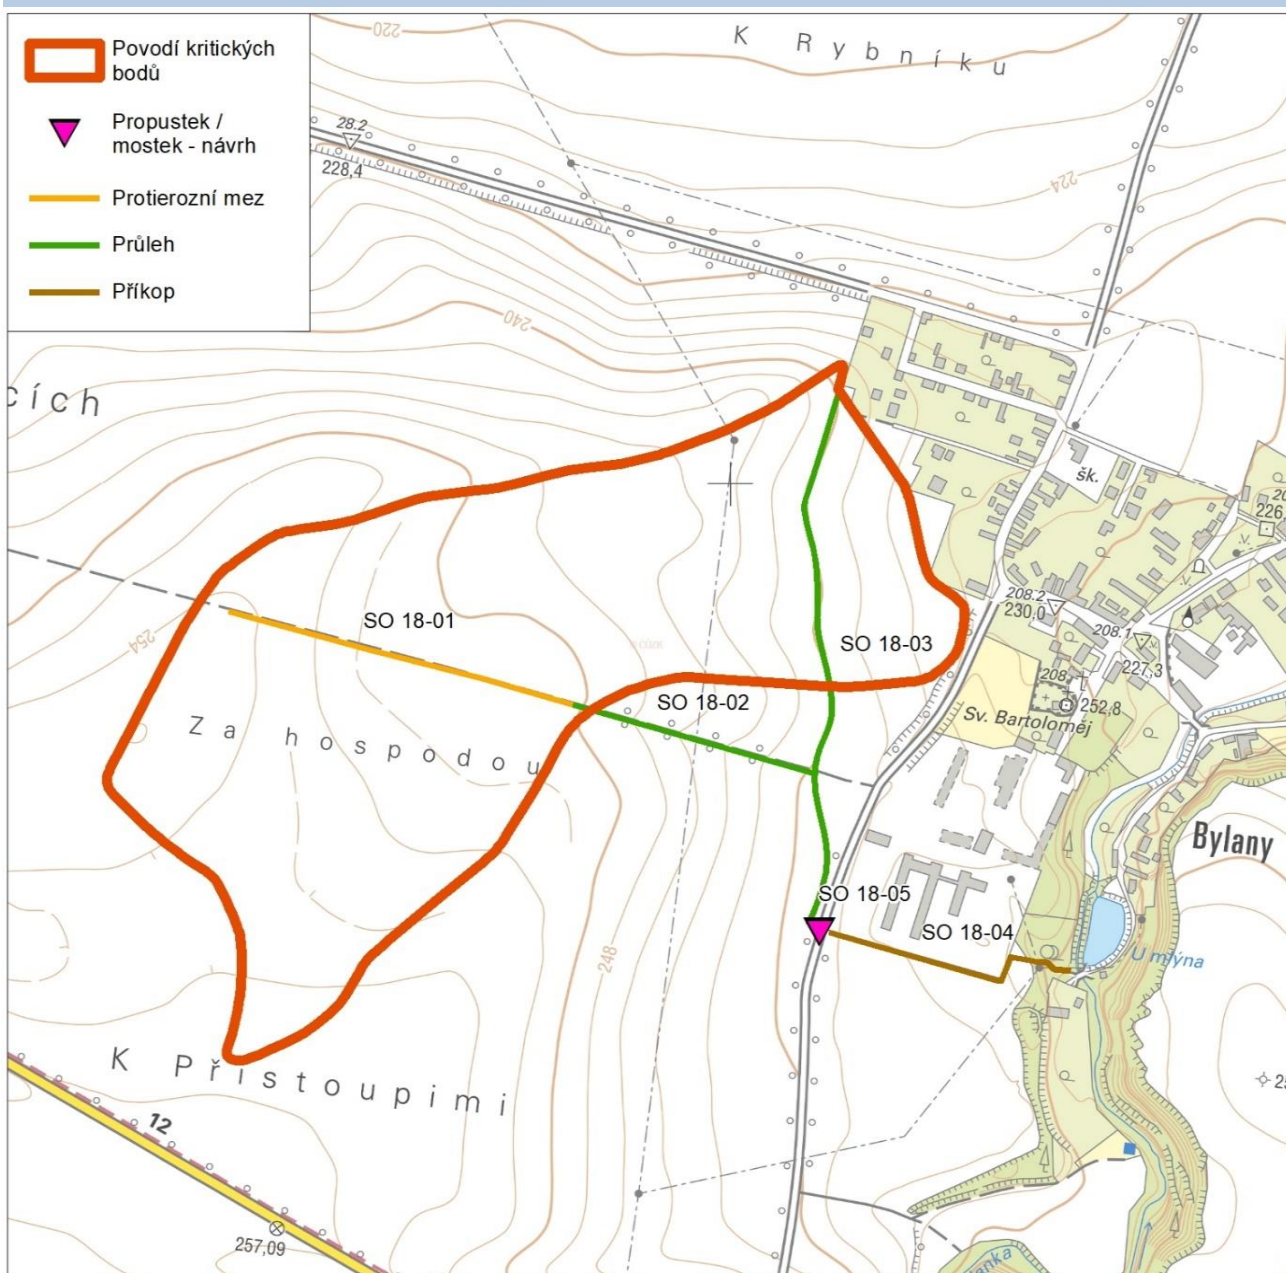 Povodí kritických
bodů
Propustek /
mostek - návrh
Protierozní mez
Průleh
Příkop
220
K Rybníku
28.2
228,4
224
240
cích
šk.
226,
208.2
230,0
208.1
227,3
208.
252,8
Sv. Bartoloměj
254
SO 18-01
SO 18-03
SO 18-02
Za hospodou
Bylany
SO 18-05
SO 18-04
U mlýna
248
K Přistoupimi
12
257,09